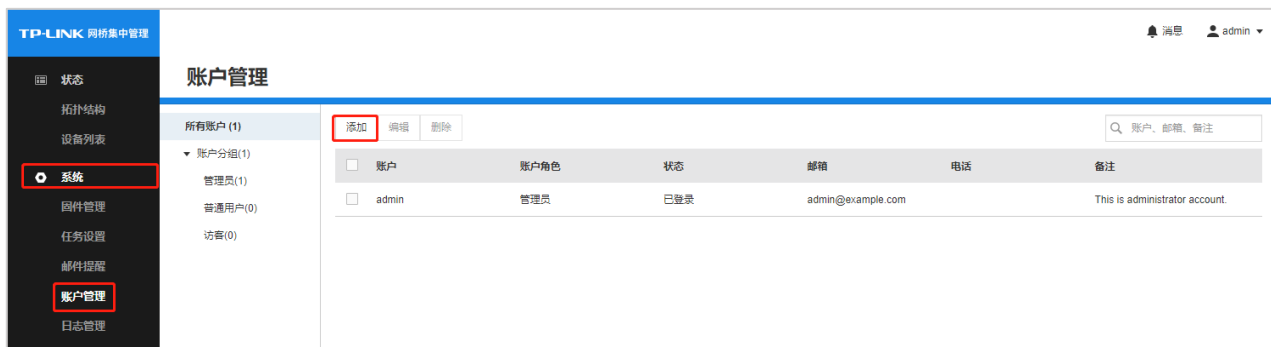 TP-LINK 网桥集中管理
消息
admin
状态
拓扑结构
设备列表
系统
固件管理
任务设置
邮件提醒
账户管理
日志管理
账户管理
所有账户 (1)
账户分组(1)
管理员(1)
普通用户(0)
访客(0)
添加 编辑 删除
账户、邮箱、备注
账户 账户角色 状态 邮箱 电话 备注
admin 管理员 已登录 admin@example.com This is administrator account.